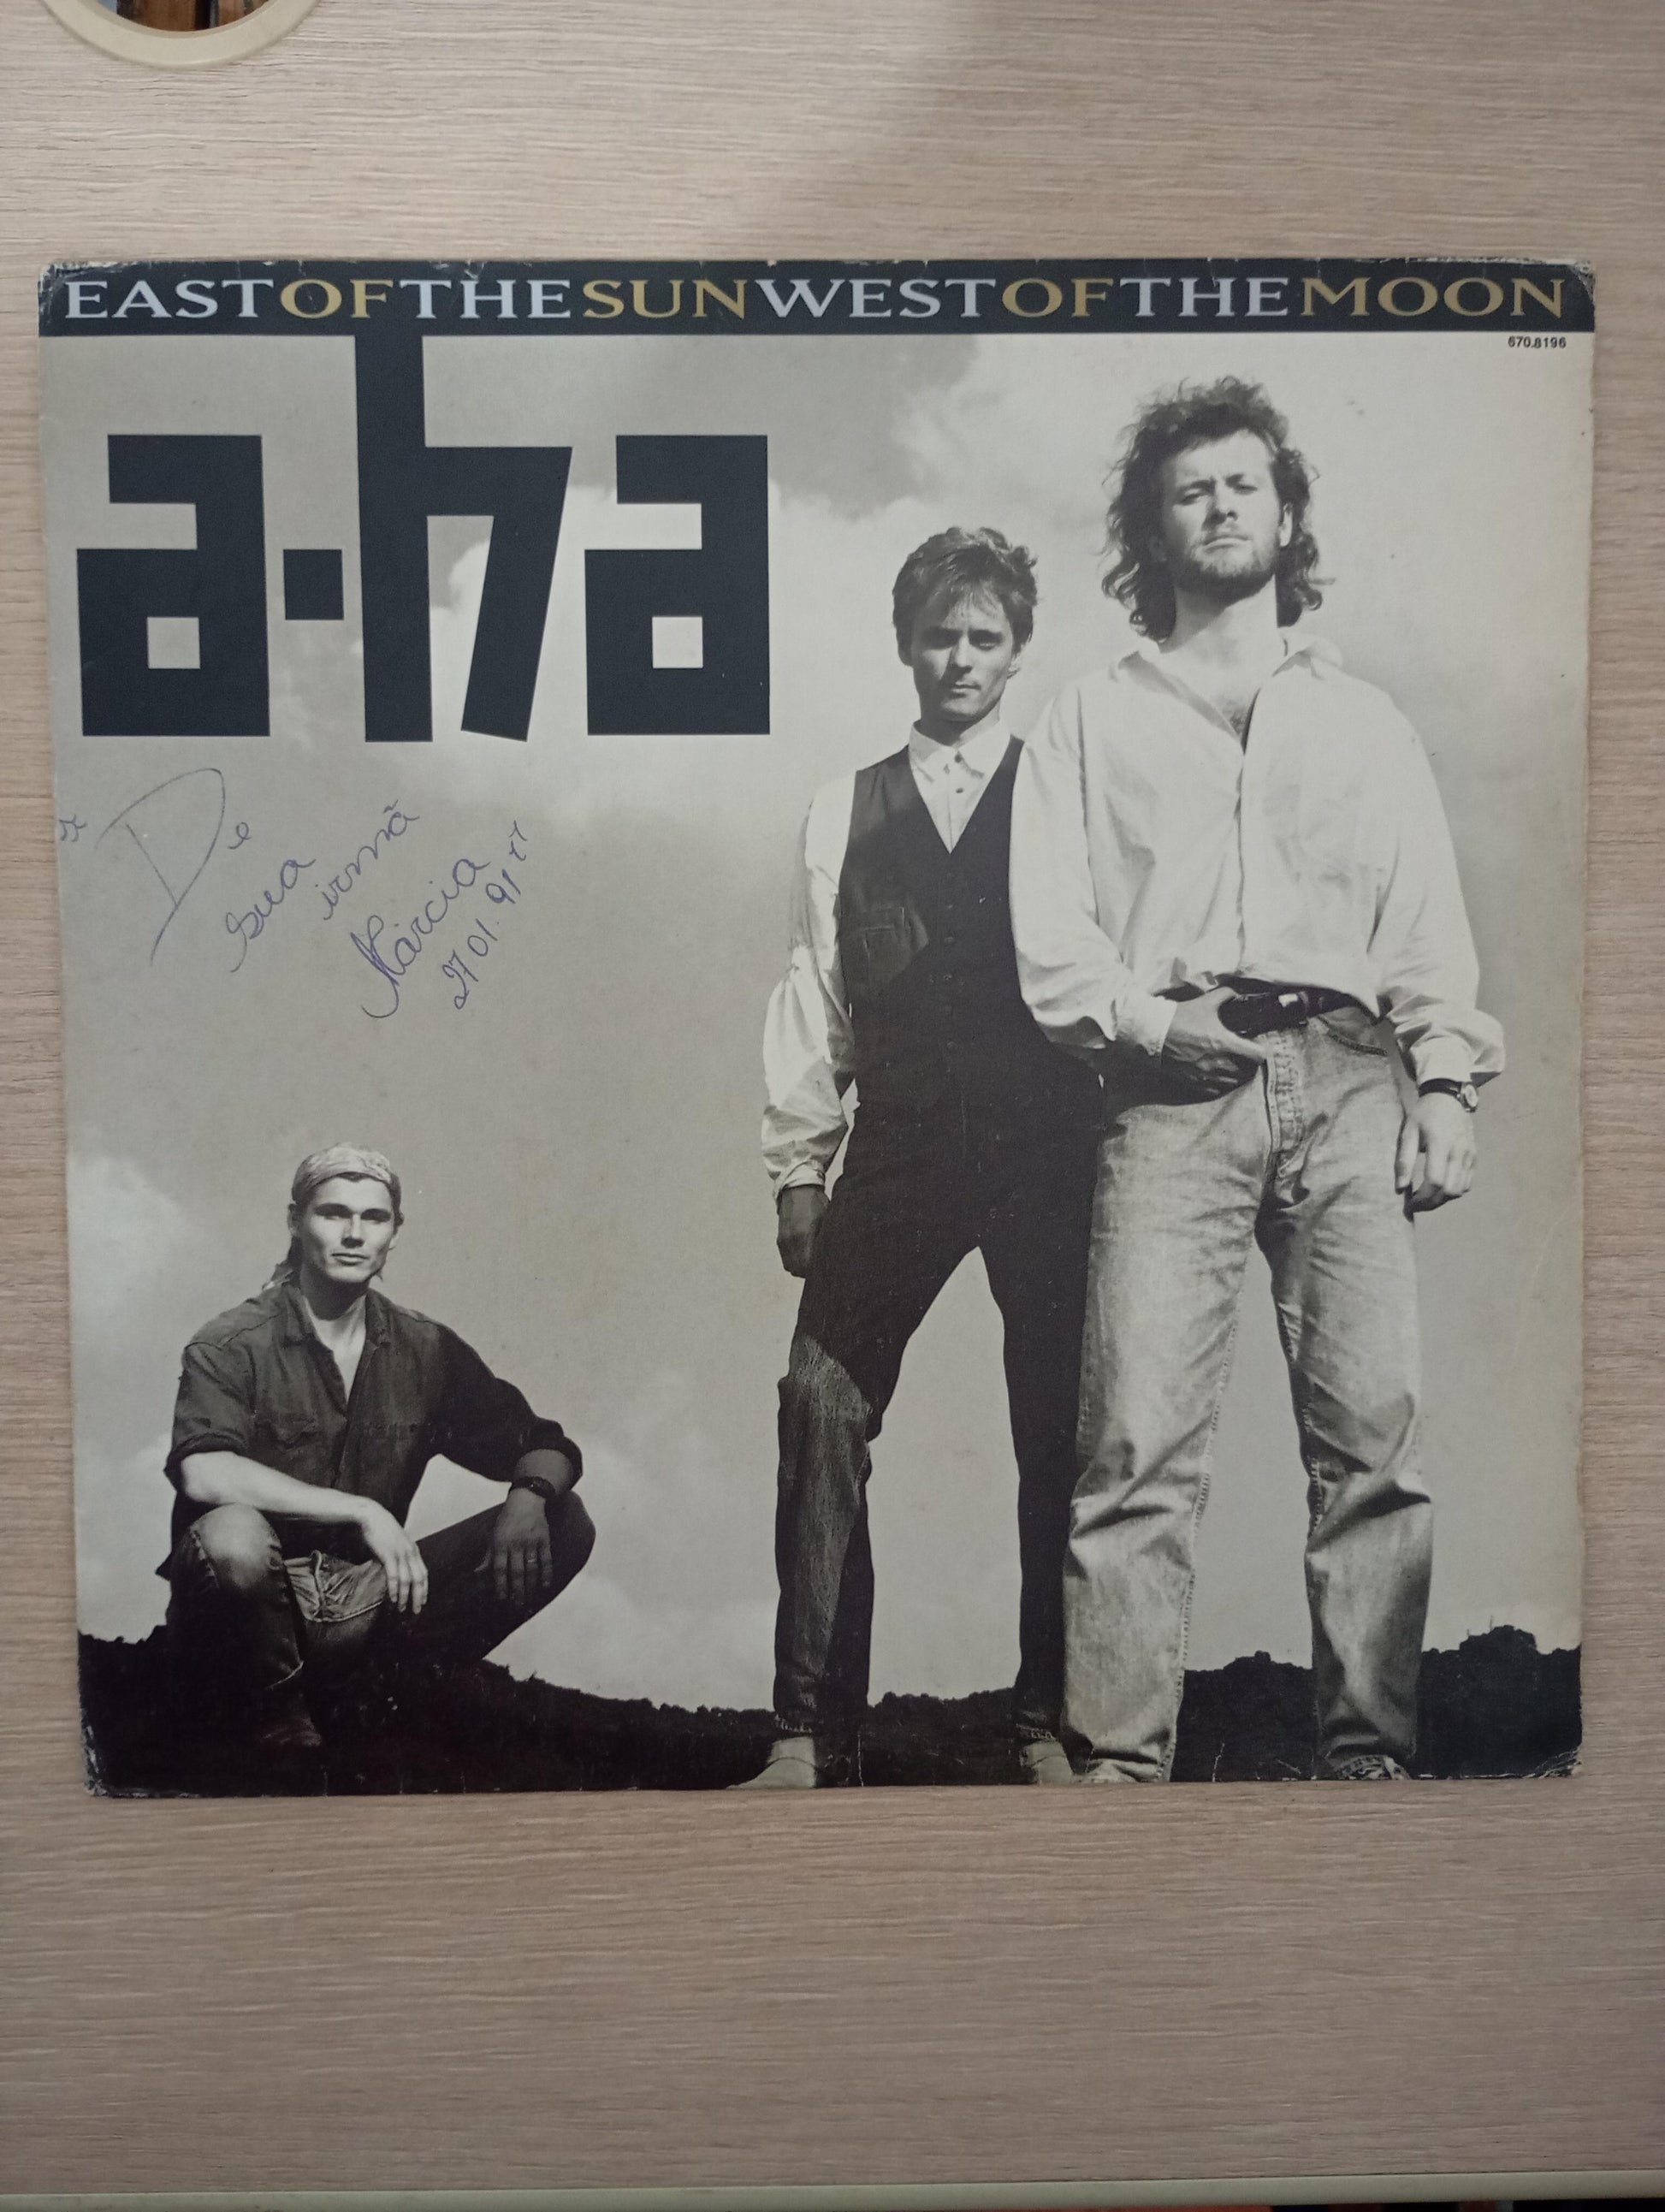 EASTOFTHESUNWESTOFTHEMOON
670.8196
a·ha
De
sua
irmã
Márcia
27 01. 91